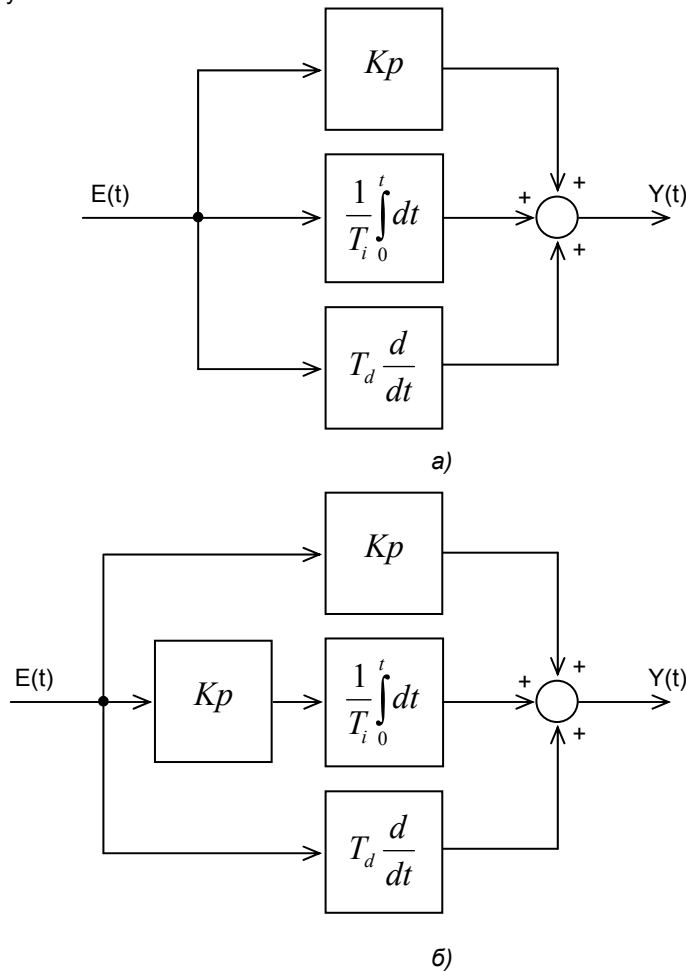 у
Kp
E(t)
1/T_i ∫_0^t dt
+
+
+
Y(t)
T_d d/dt
а)
Kp
E(t)
Kp
1/T_i ∫_0^t dt
+
+
+
Y(t)
T_d d/dt
б)